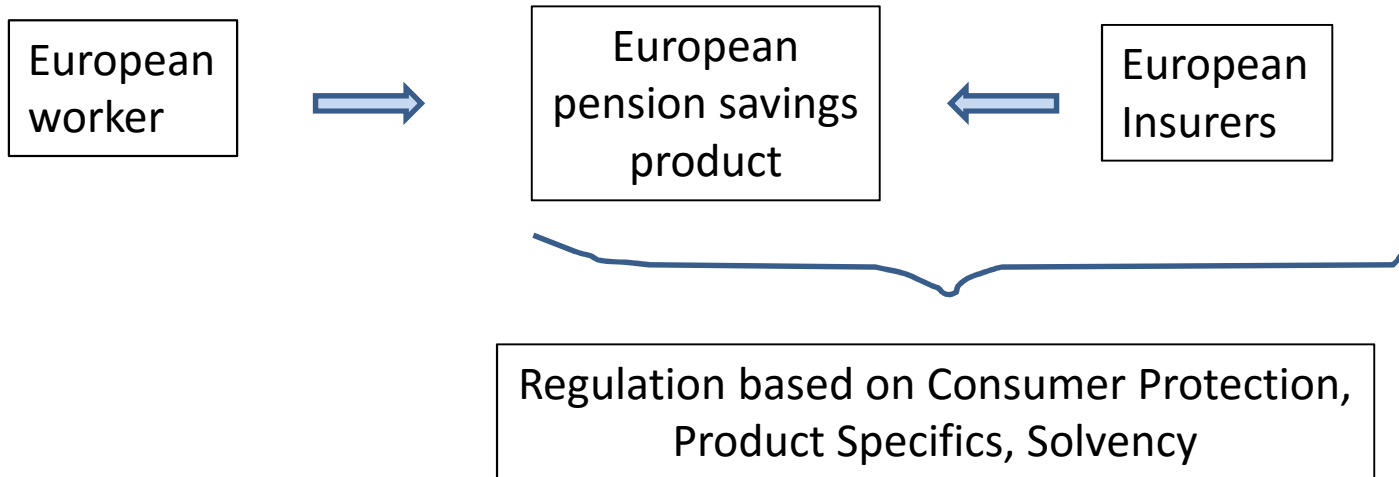 European
worker
European
pension savings
product
European
Insurers
Regulation based on Consumer Protection,
Product Specifics, Solvency